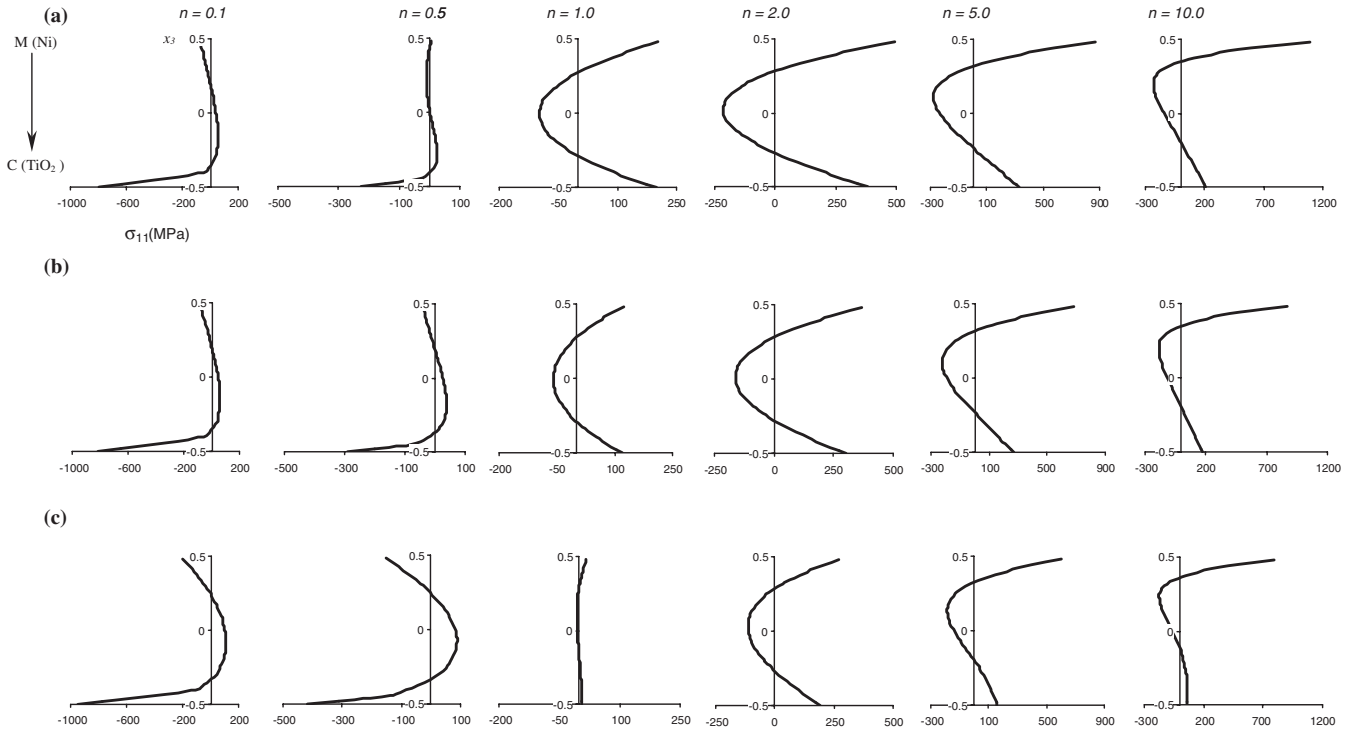 (a) n = 0.1 n = 0.5 n = 1.0 n = 2.0 n = 5.0 n = 10.0
M (Ni) x3 0.5 0.5 0.5 0.5 0.5 0.5
0 0 0 0 0 0
C (TiO2 )
-0.5 -0.5 -0.5 -0.5 -0.5 -0.5
-1000 -600 -200 200 -500 -300 -100 100 -200 -50 100 250 -250 0 250 500 -300 100 500 900 -300 200 700 1200
σ11(MPa)
(b)
0.5 0.5 0.5 0.5 0.5 0.5
0 0 0 0 0 0
-0.5 -0.5 -0.5 -0.5 -0.5 -0.5
-1000 -600 -200 200 -500 -300 -100 100 -200 -50 100 250 -250 0 250 500 -300 100 500 900 -300 200 700 1200
(c)
0.5 0.5 0.5 0.5 0.5 0.5
0 0 0 0 0 0
-0.5 -0.5 -0.5 -0.5 -0.5 -0.5
-1000 -600 -200 200 -500 -300 -100 100 -200 -50 100 250 -250 0 250 500 -300 100 500 900 -300 200 700 1200